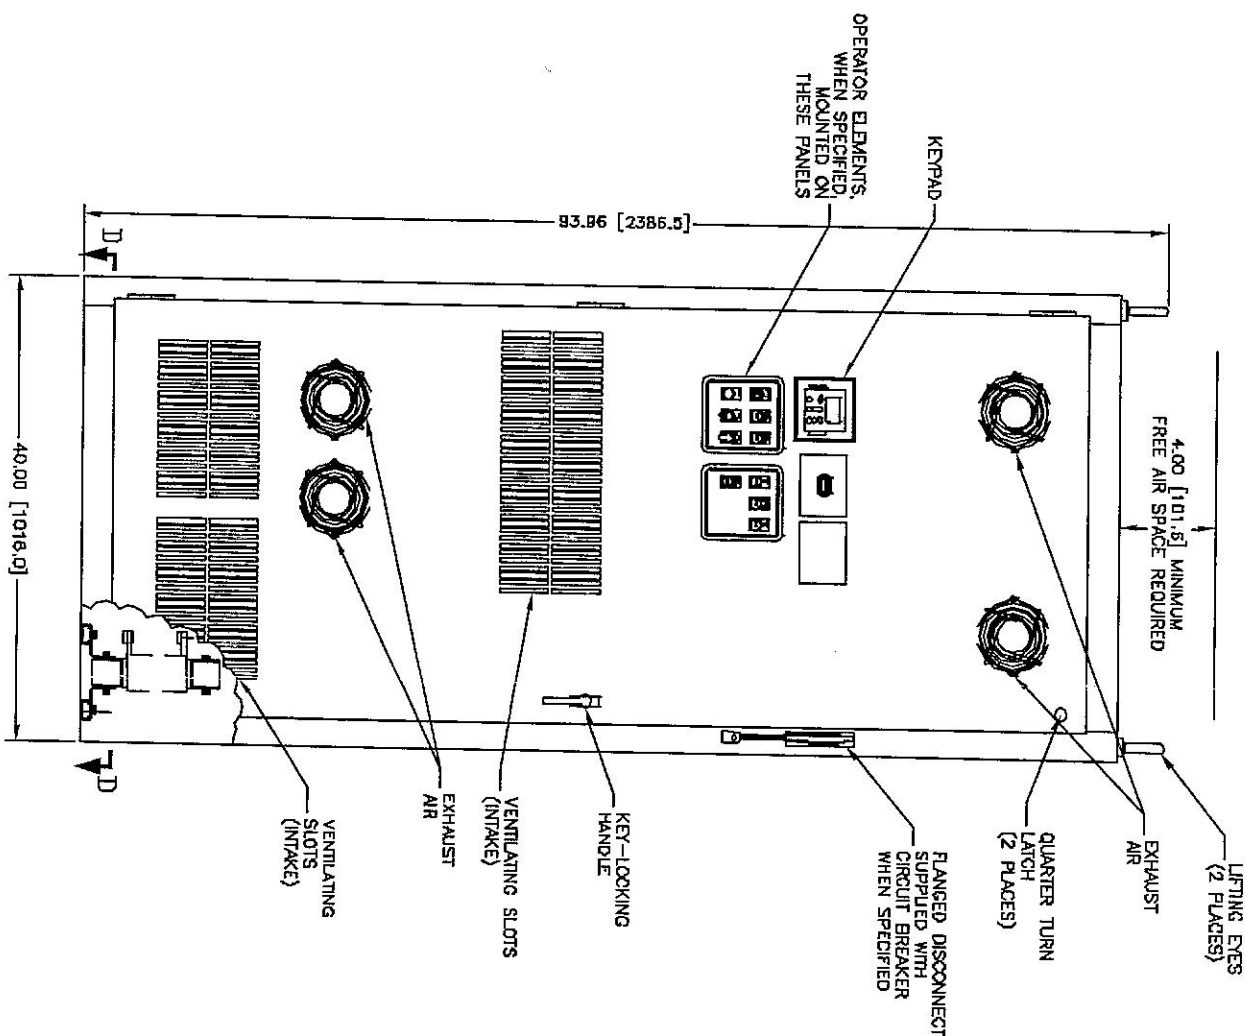 LIFTING EYES
(2 PLACES)
4.00 [101.6] MINIMUM
FREE AIR SPACE REQUIRED
EXHAUST
AIR
QUARTER TURN
LATCH
(2 PLACES)
FLANGED DISCONNECT
SUPPLIED WITH
CIRCUIT BREAKER
WHEN SPECIFIED
KEYPAD
OPERATOR ELEMENTS,
WHEN SPECIFIED,
MOUNTED ON
THESE PANELS
93.96 [2386.5]
KEY-LOCKING
HANDLE
VENTILATING SLOTS
(INTAKE)
EXHAUST
AIR
VENTILATING
SLOTS
(INTAKE)
D
D
40.00 [1016.0]